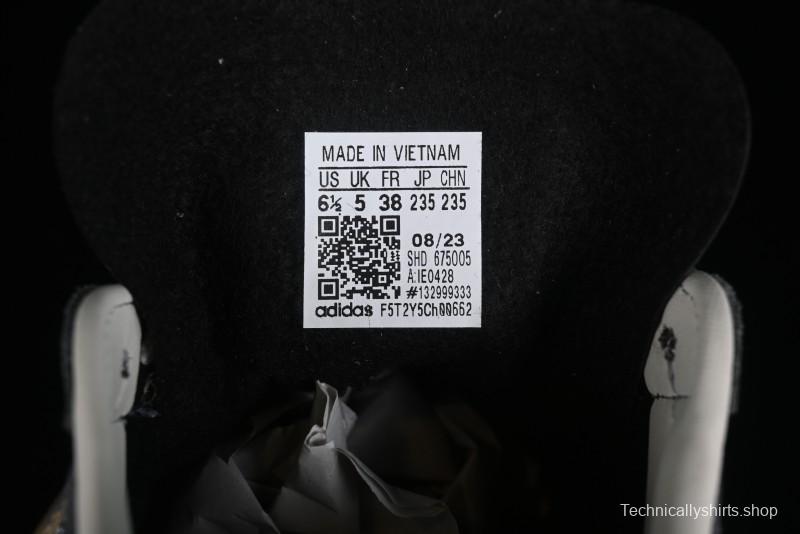 MADE IN VIETNAM
US UK FR JP CHN
6½ 5 38 235 235
08/23
SHD 675005
A:IE0428
#132999333
adidas F5T2Y5Ch00662
Technicallyshirts.shop